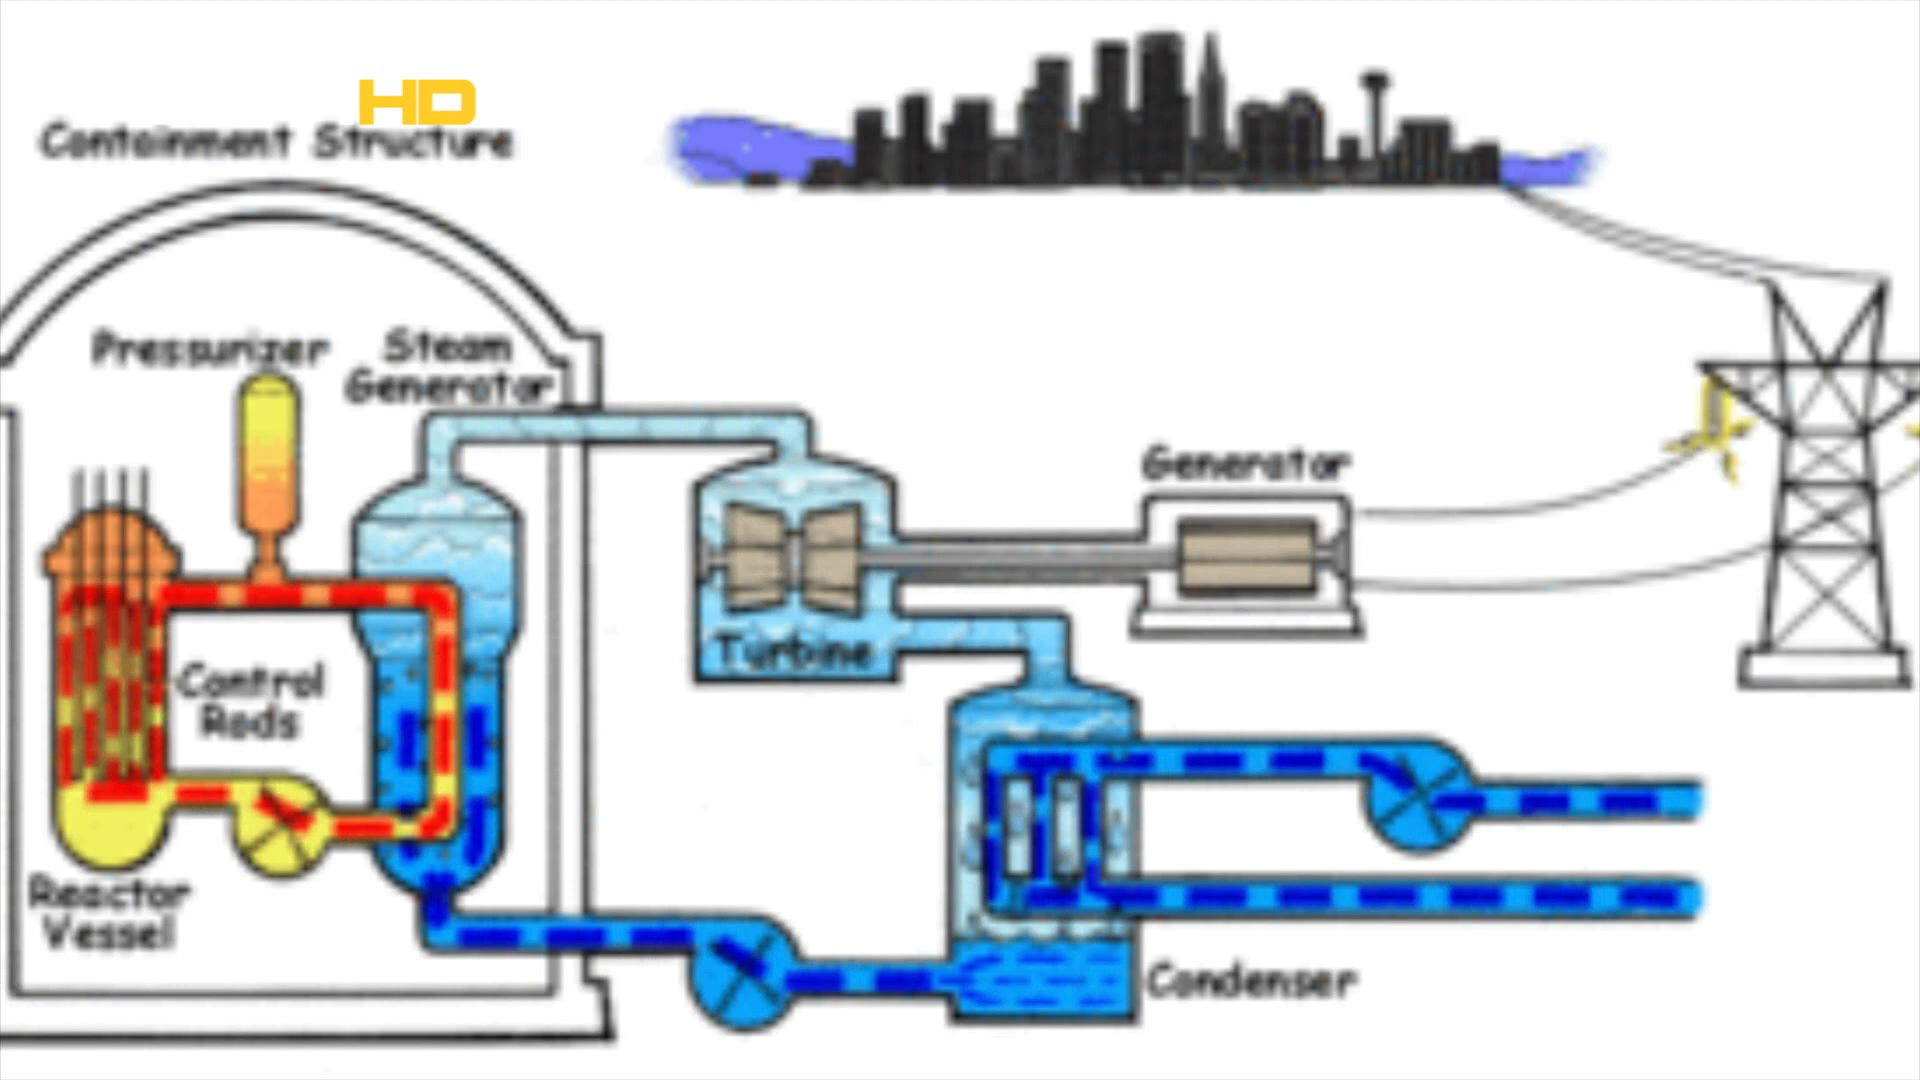 HD
Containment Structure
Pressurizer
Steam
Generator
Generator
Turbine
Control
Rods
Reactor
Vessel
Condenser